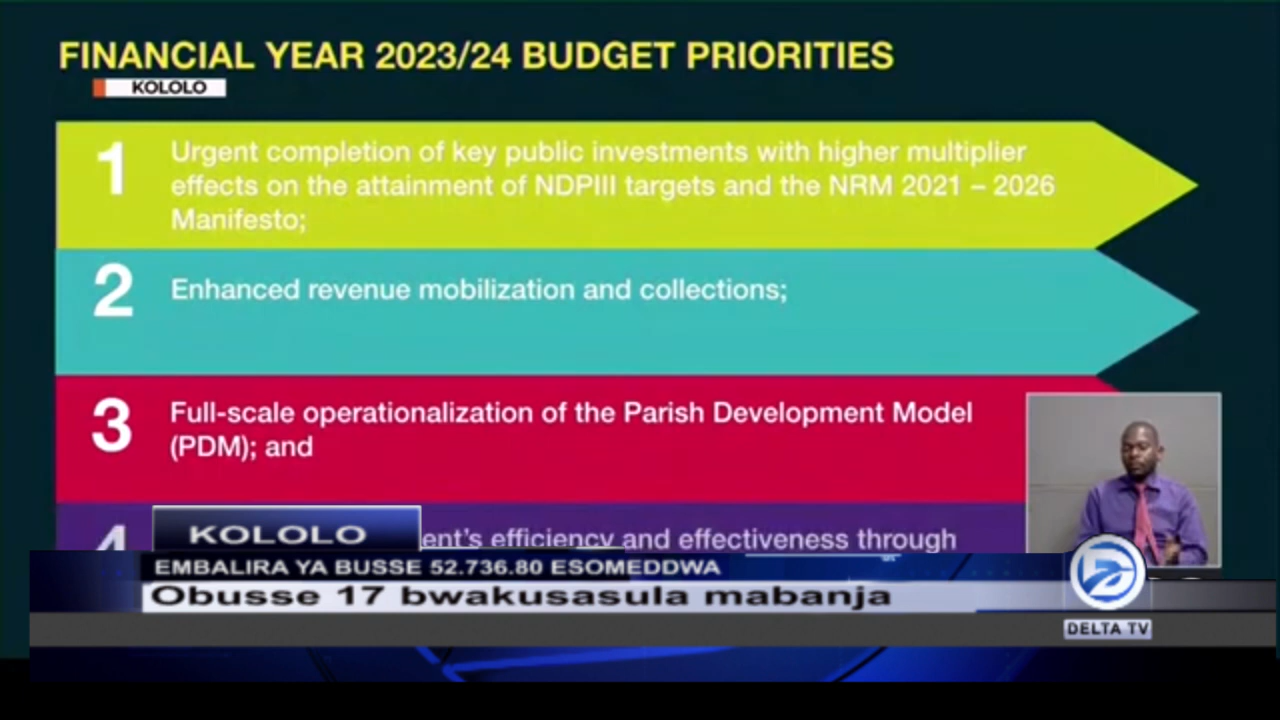 FINANCIAL YEAR 2023/24 BUDGET PRIORITIES
KOLOLO
1
Urgent completion of key public investments with higher multiplier
effects on the attainment of NDPIII targets and the NRM 2021 – 2026
Manifesto;
2
Enhanced revenue mobilization and collections;
3
Full-scale operationalization of the Parish Development Model
(PDM); and
4
ent's efficiency and effectiveness through
KOLOLO
EMBALIRA YA BUSSE 52.736.80 ESOMEDDWA
Obusse 17 bwakusasula mabanja
DELTA TV